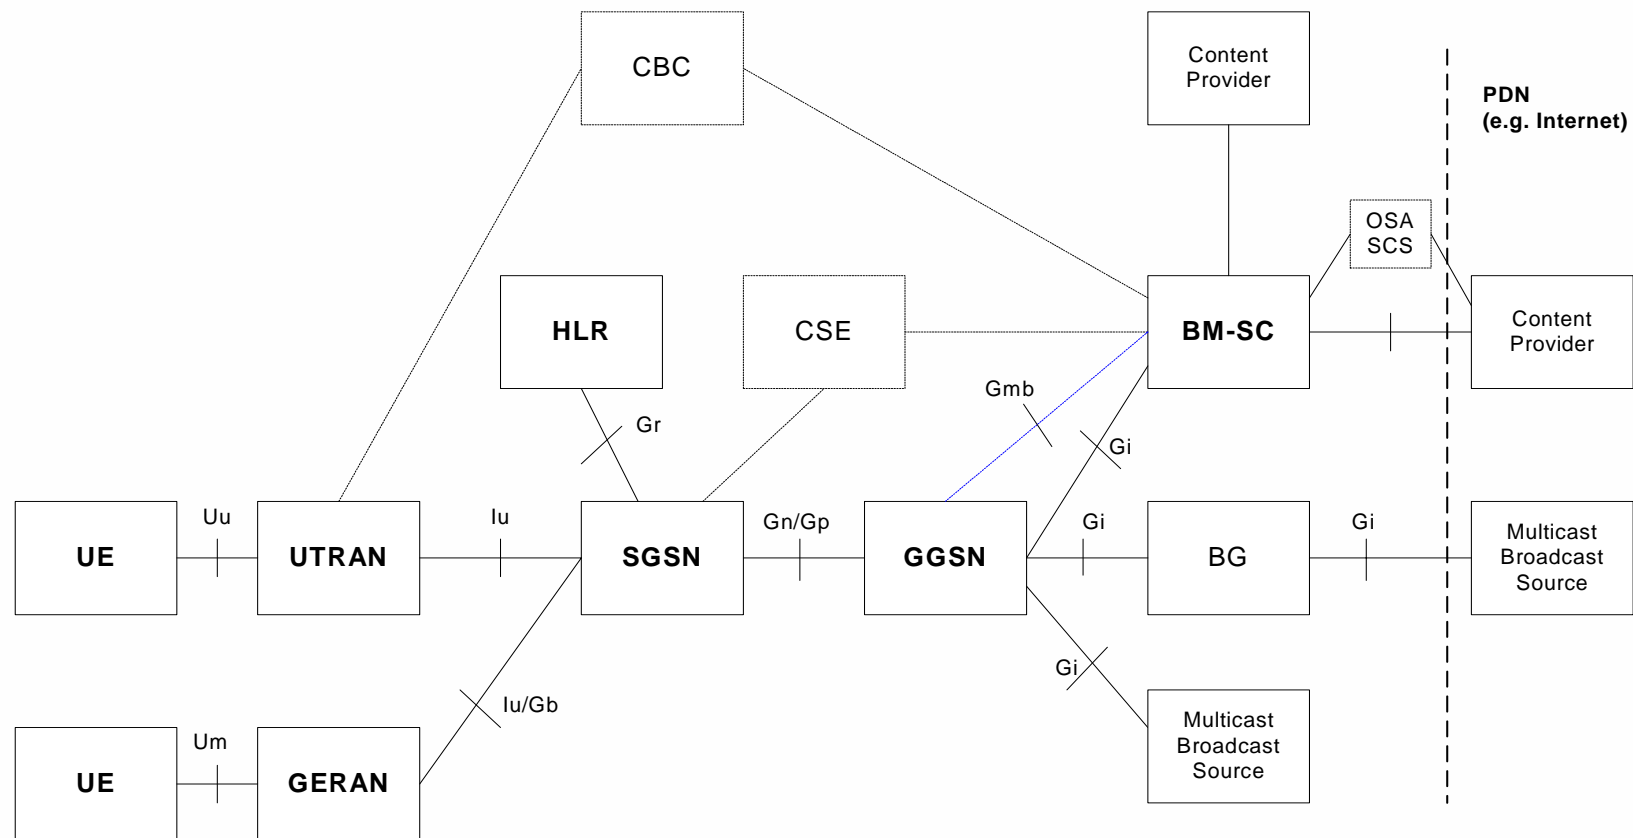 CBC
Content
Provider
PDN
(e.g. Internet)
OSA
SCS
HLR
CSE
BM-SC
Content
Provider
Gmb
Gr
Gi
Uu
Iu
Gn/Gp
Gi
Gi
UE
UTRAN
SGSN
GGSN
BG
Multicast
Broadcast
Source
Gi
Iu/Gb
Um
Multicast
Broadcast
Source
UE
GERAN